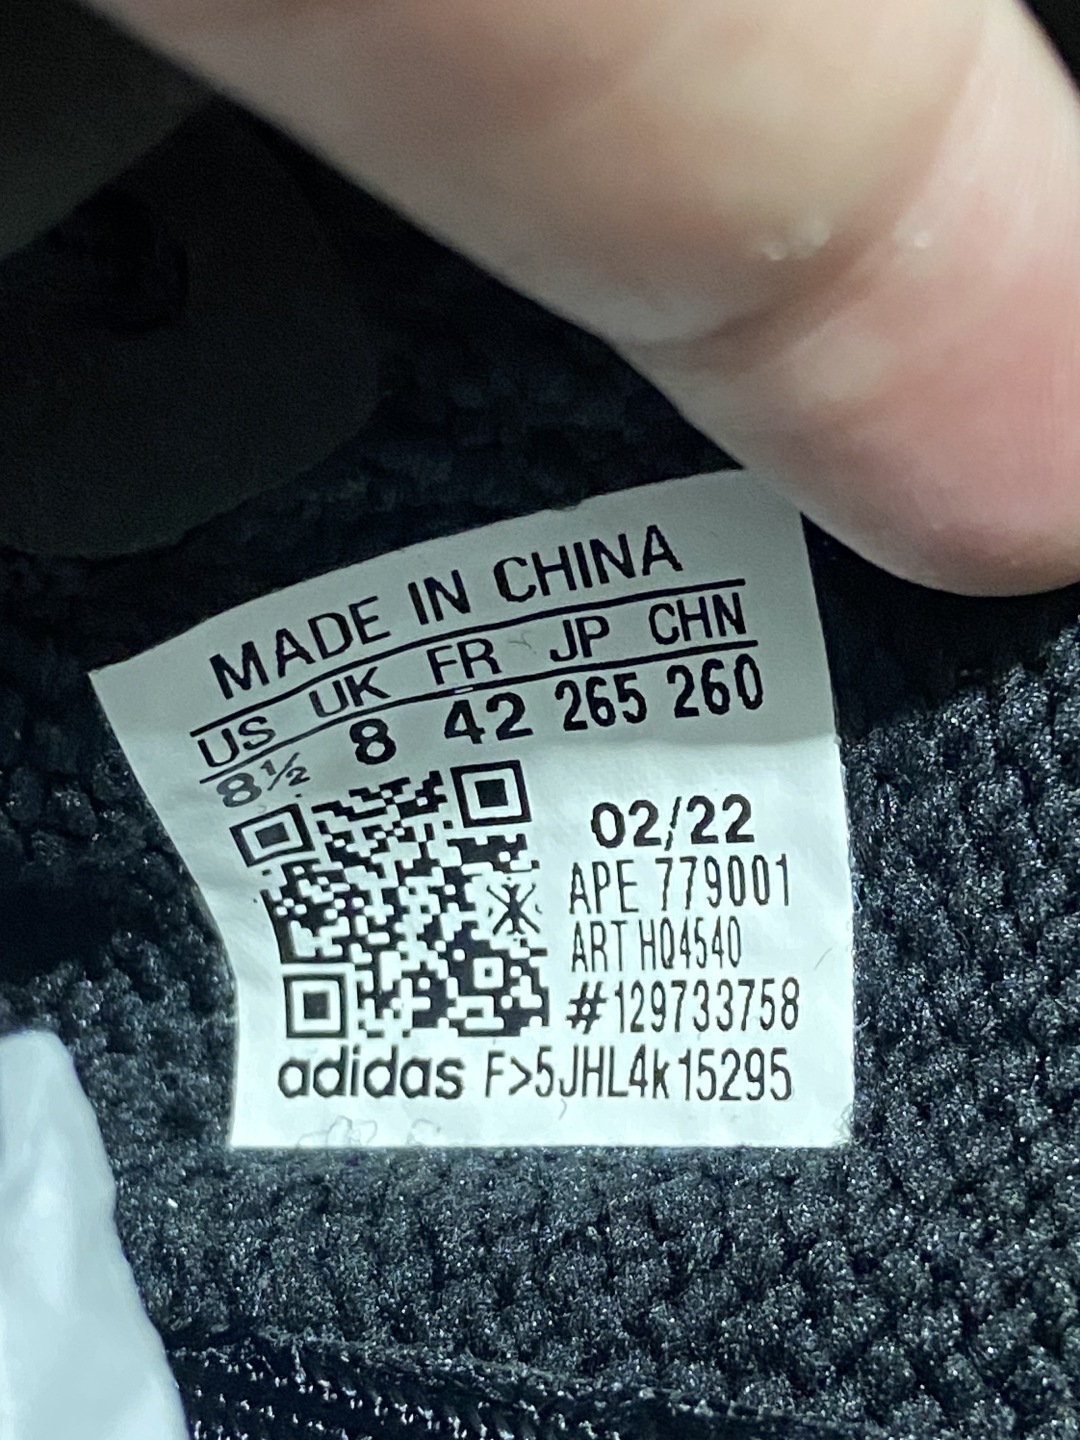 MADE IN CHINA
US UK FR JP CHN
8½ 8 42 265 260
02/22
APE 779001
ART HQ4540
#129733758
adidas F>5JHL4k15295